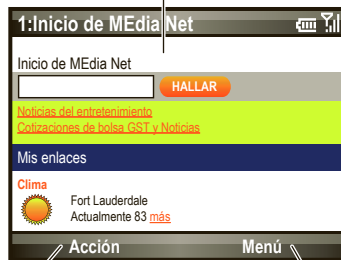 1:Inicio de MEdia Net
Inicio de MEdia Net
HALLAR
Noticias del entretenimiento
Cotizaciones de bolsa GST y Noticias
Mis enlaces
Clima
Fort Lauderdale
Actualmente 83 más
Acción Menú